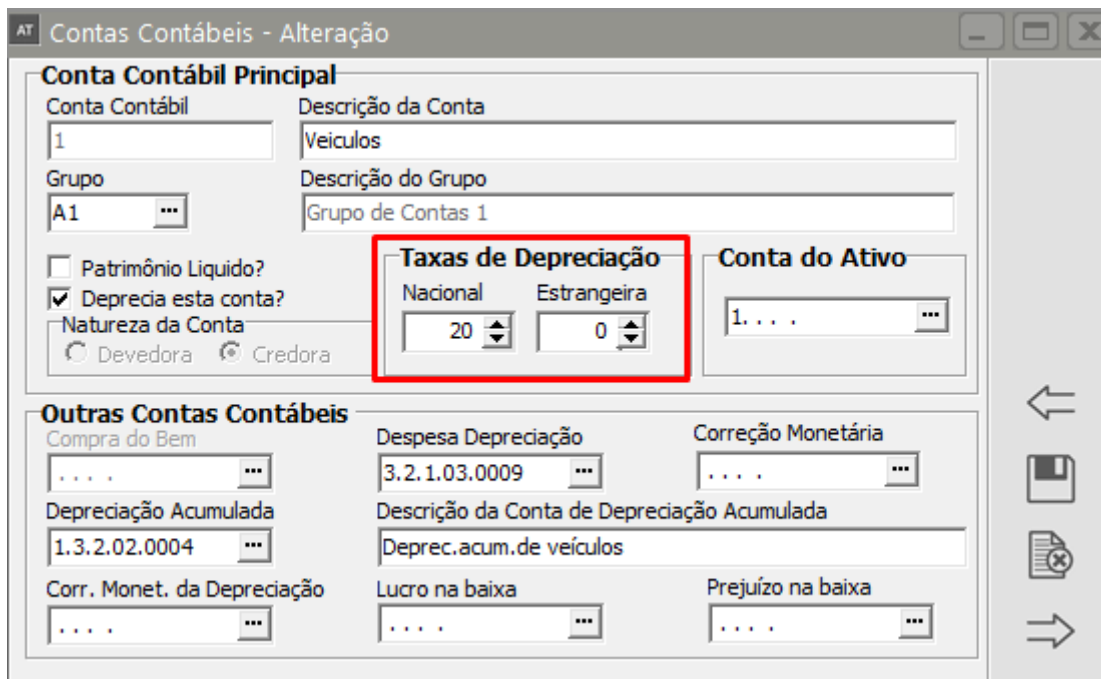 AT Contas Contábeis - Alteração
Conta Contábil Principal
Conta Contábil Descrição da Conta
1 Veiculos
Grupo Descrição do Grupo
A1 ... Grupo de Contas 1
Patrimônio Liquido?
Deprecia esta conta?
Natureza da Conta
Devedora Credora
Taxas de Depreciação
Nacional Estrangeira
20 0
Conta do Ativo
1. . . . ...
Outras Contas Contábeis
Compra do Bem Despesa Depreciação Correção Monetária
. . . . ... 3.2.1.03.0009 ... . . . . ...
Depreciação Acumulada Descrição da Conta de Depreciação Acumulada
1.3.2.02.0004 ... Deprec.acum.de veículos
Corr. Monet. da Depreciação Lucro na baixa Prejuízo na baixa
. . . . ... . . . . ... . . . . ...